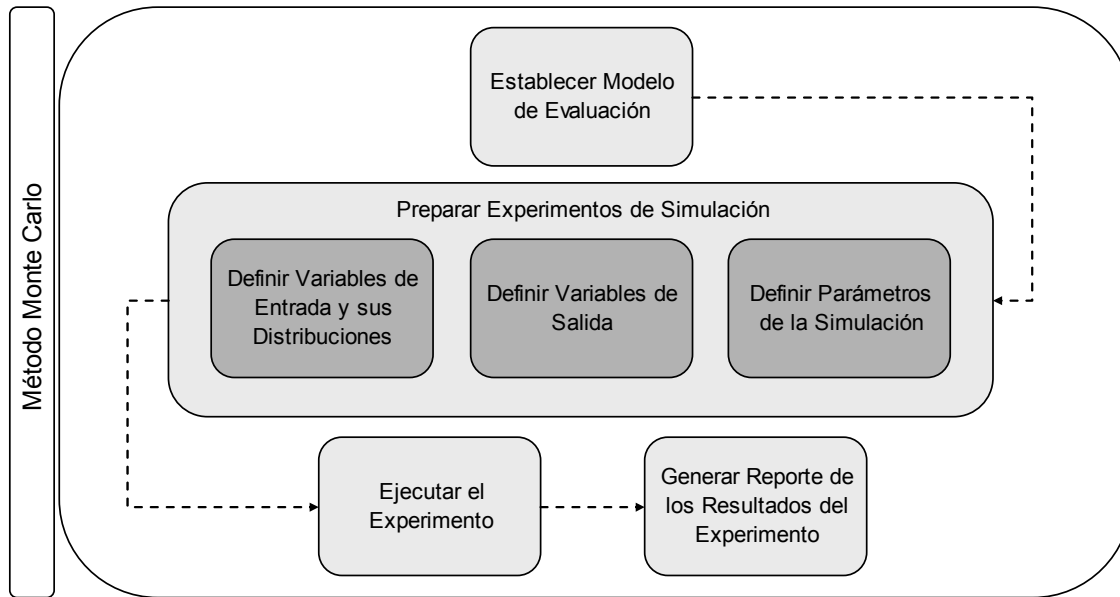 Método Monte Carlo
Establecer Modelo
de Evaluación
Preparar Experimentos de Simulación
Definir Variables de
Entrada y sus
Distribuciones
Definir Variables de
Salida
Definir Parámetros
de la Simulación
Ejecutar el
Experimento
Generar Reporte de
los Resultados del
Experimento